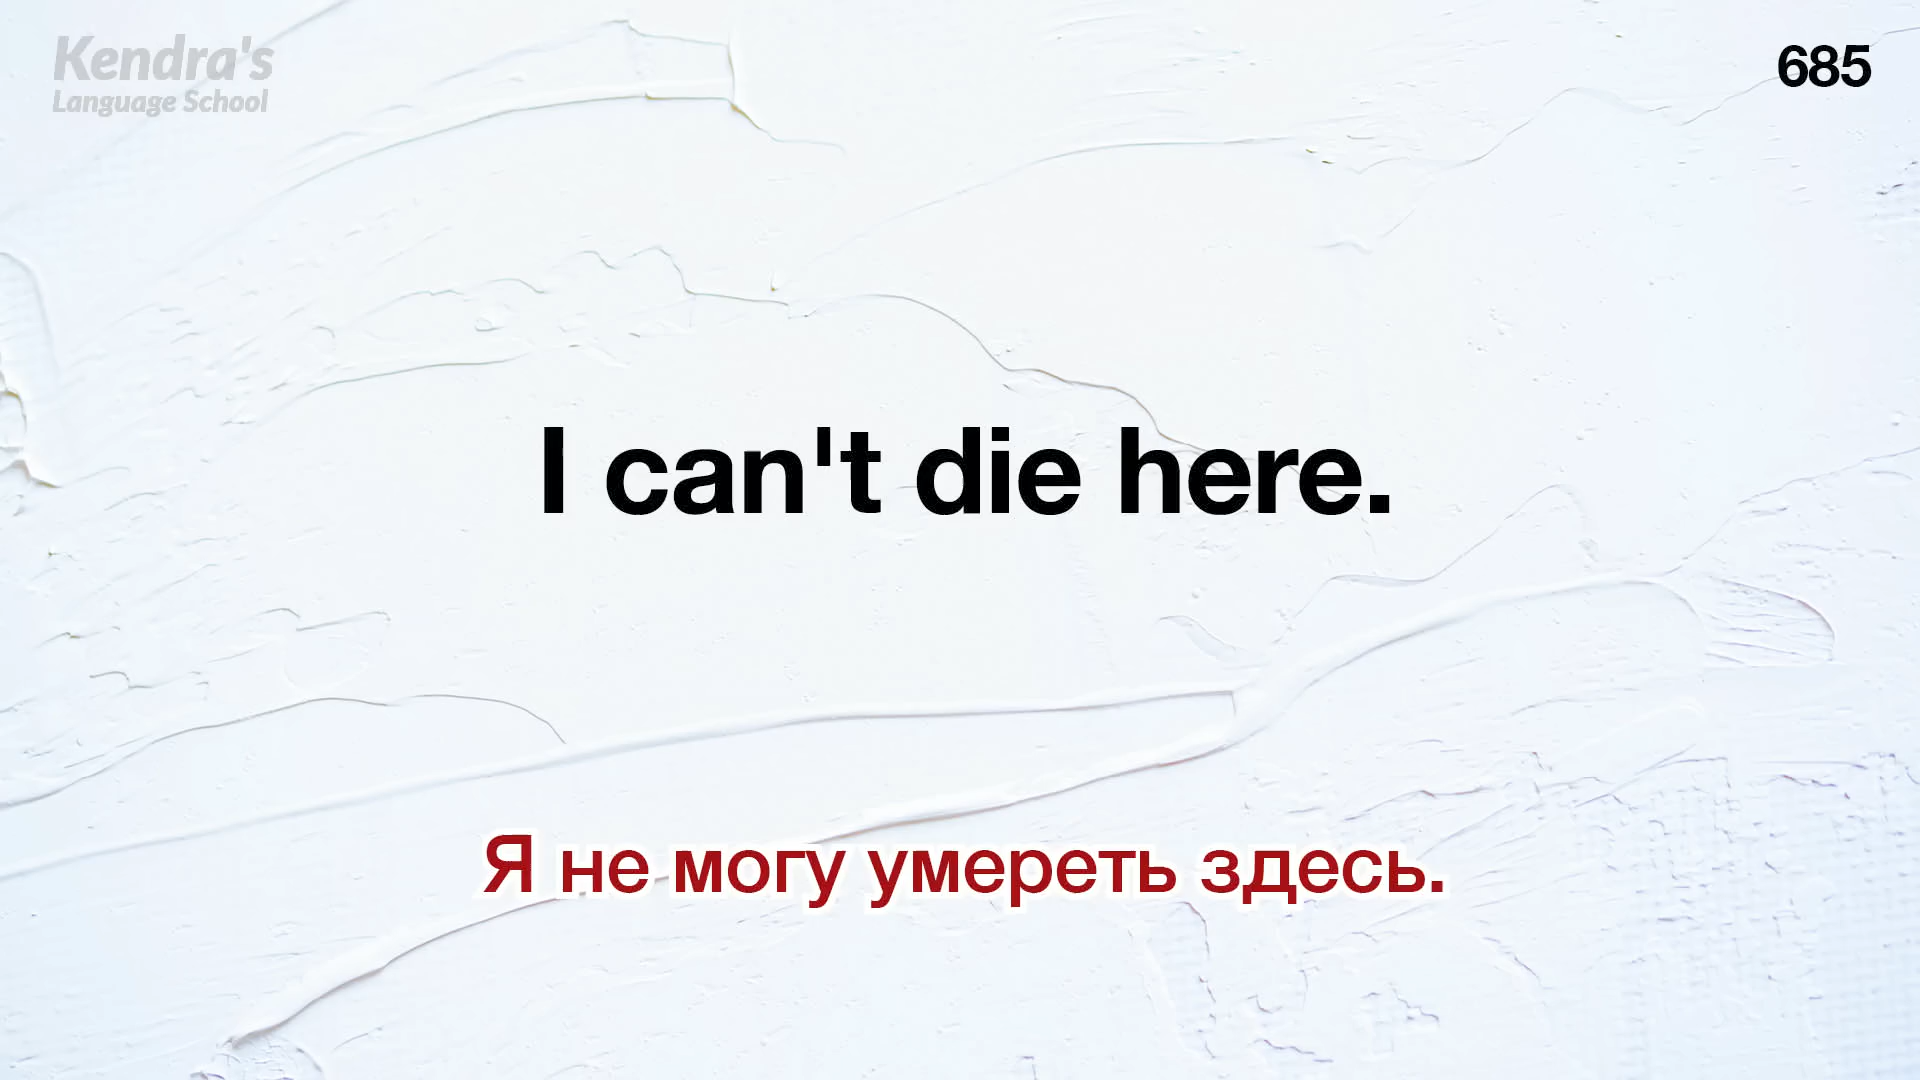 Kendra's
Language School
685
I can't die here.
Я не могу умереть здесь.